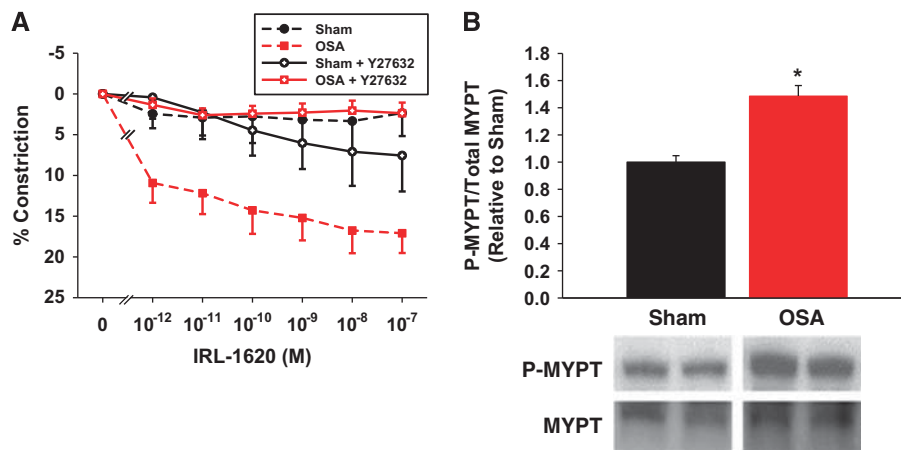 A
Sham
OSA
Sham + Y27632
OSA + Y27632
% Constriction
-5
0
5
10
15
20
25
0
10-12
10-11
10-10
10-9
10-8
10-7
IRL-1620 (M)
B
P-MYPT/Total MYPT
(Relative to Sham)
1.8
1.6
1.4
1.2
1.0
0.8
0.6
0.4
0.2
0.0
*
Sham
OSA
P-MYPT
MYPT